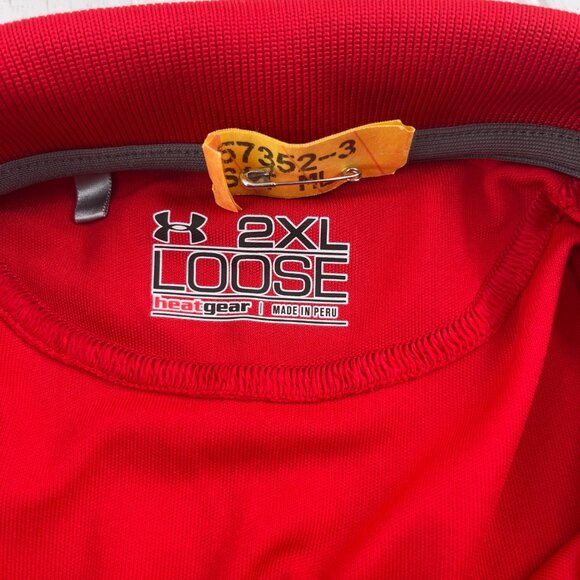 57352--3
2XL
LOOSE
heatgear | MADE IN PERU